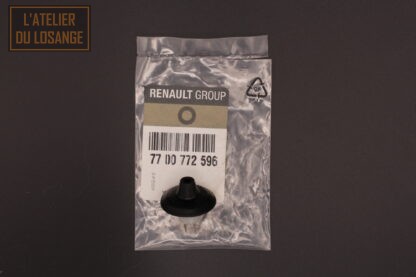 L'ATELIER
DU LOSANGE
RENAULT GROUP
77 00 772 596